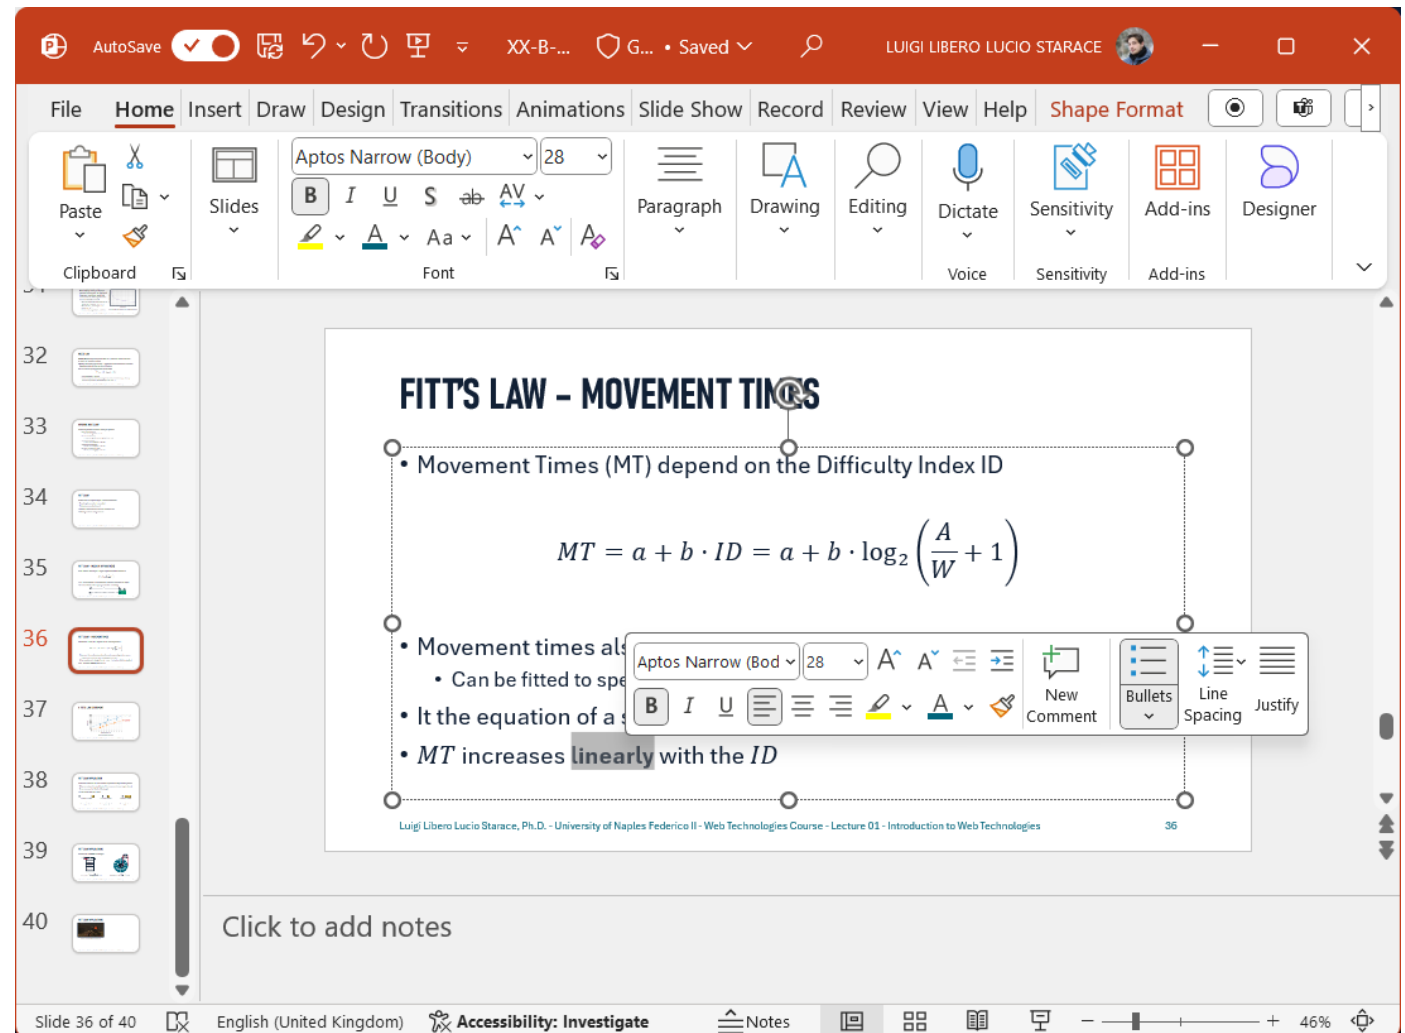 AutoSave XX-B-... G... • Saved LUIGI LIBERO LUCIO STARACE
File Home Insert Draw Design Transitions Animations Slide Show Record Review View Help Shape Format
Paste
Clipboard
Slides
Aptos Narrow (Body) 28
B I U S ab AV
A Aa A A A
Font
Paragraph
Drawing
Editing
Dictate
Voice
Sensitivity
Sensitivity
Add-ins
Add-ins
Designer
32
33
34
35
36
37
38
39
40
FITT'S LAW – MOVEMENT TIMES
• Movement Times (MT) depend on the Difficulty Index ID
MT = a + b · ID = a + b · log₂ (A/W + 1)
• Movement times als
• Can be fitted to spe
• It the equation of a s
• MT increases linearly with the ID
Aptos Narrow (Bod 28 A A
B I U A
New
Comment
Bullets
Line
Spacing
Justify
Luigi Libero Lucio Starace, Ph.D. - University of Naples Federico II - Web Technologies Course - Lecture 01 - Introduction to Web Technologies 36
Click to add notes
Slide 36 of 40 English (United Kingdom) Accessibility: Investigate Notes 46%